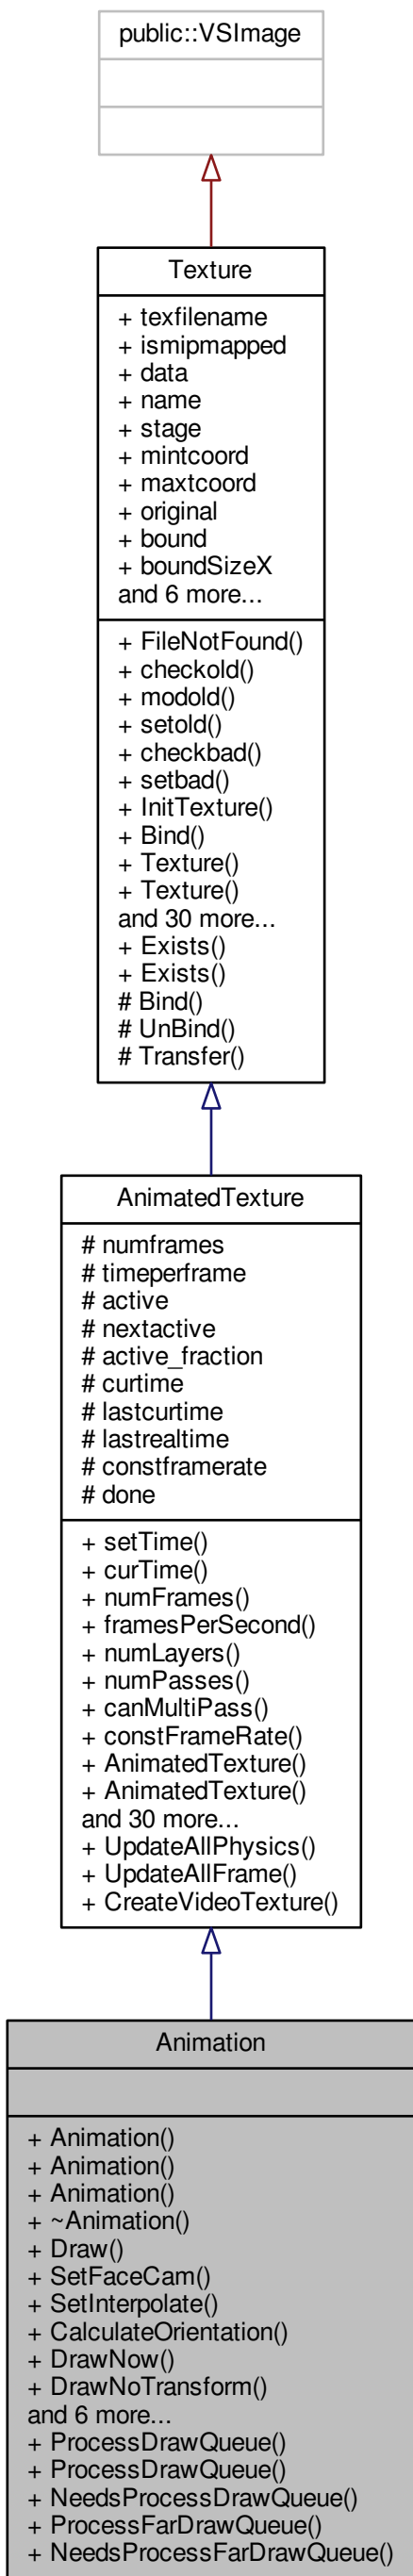 public::VSImage
Texture
+ texfilename
+ ismipmapped
+ data
+ name
+ stage
+ mintcoord
+ maxtcoord
+ original
+ bound
+ boundSizeX
and 6 more...
+ FileNotFound()
+ checkold()
+ modold()
+ setold()
+ checkbad()
+ setbad()
+ InitTexture()
+ Bind()
+ Texture()
+ Texture()
and 30 more...
+ Exists()
+ Exists()
# Bind()
# UnBind()
# Transfer()
AnimatedTexture
# numframes
# timeperframe
# active
# nextactive
# active_fraction
# curtime
# lastcurtime
# lastrealtime
# constframerate
# done
+ setTime()
+ curTime()
+ numFrames()
+ framesPerSecond()
+ numLayers()
+ numPasses()
+ canMultiPass()
+ constFrameRate()
+ AnimatedTexture()
+ AnimatedTexture()
and 30 more...
+ UpdateAllPhysics()
+ UpdateAllFrame()
+ CreateVideoTexture()
Animation
+ Animation()
+ Animation()
+ Animation()
+ ~Animation()
+ Draw()
+ SetFaceCam()
+ SetInterpolate()
+ CalculateOrientation()
+ DrawNow()
+ DrawNoTransform()
and 6 more...
+ ProcessDrawQueue()
+ ProcessDrawQueue()
+ NeedsProcessDrawQueue()
+ ProcessFarDrawQueue()
+ NeedsProcessFarDrawQueue()